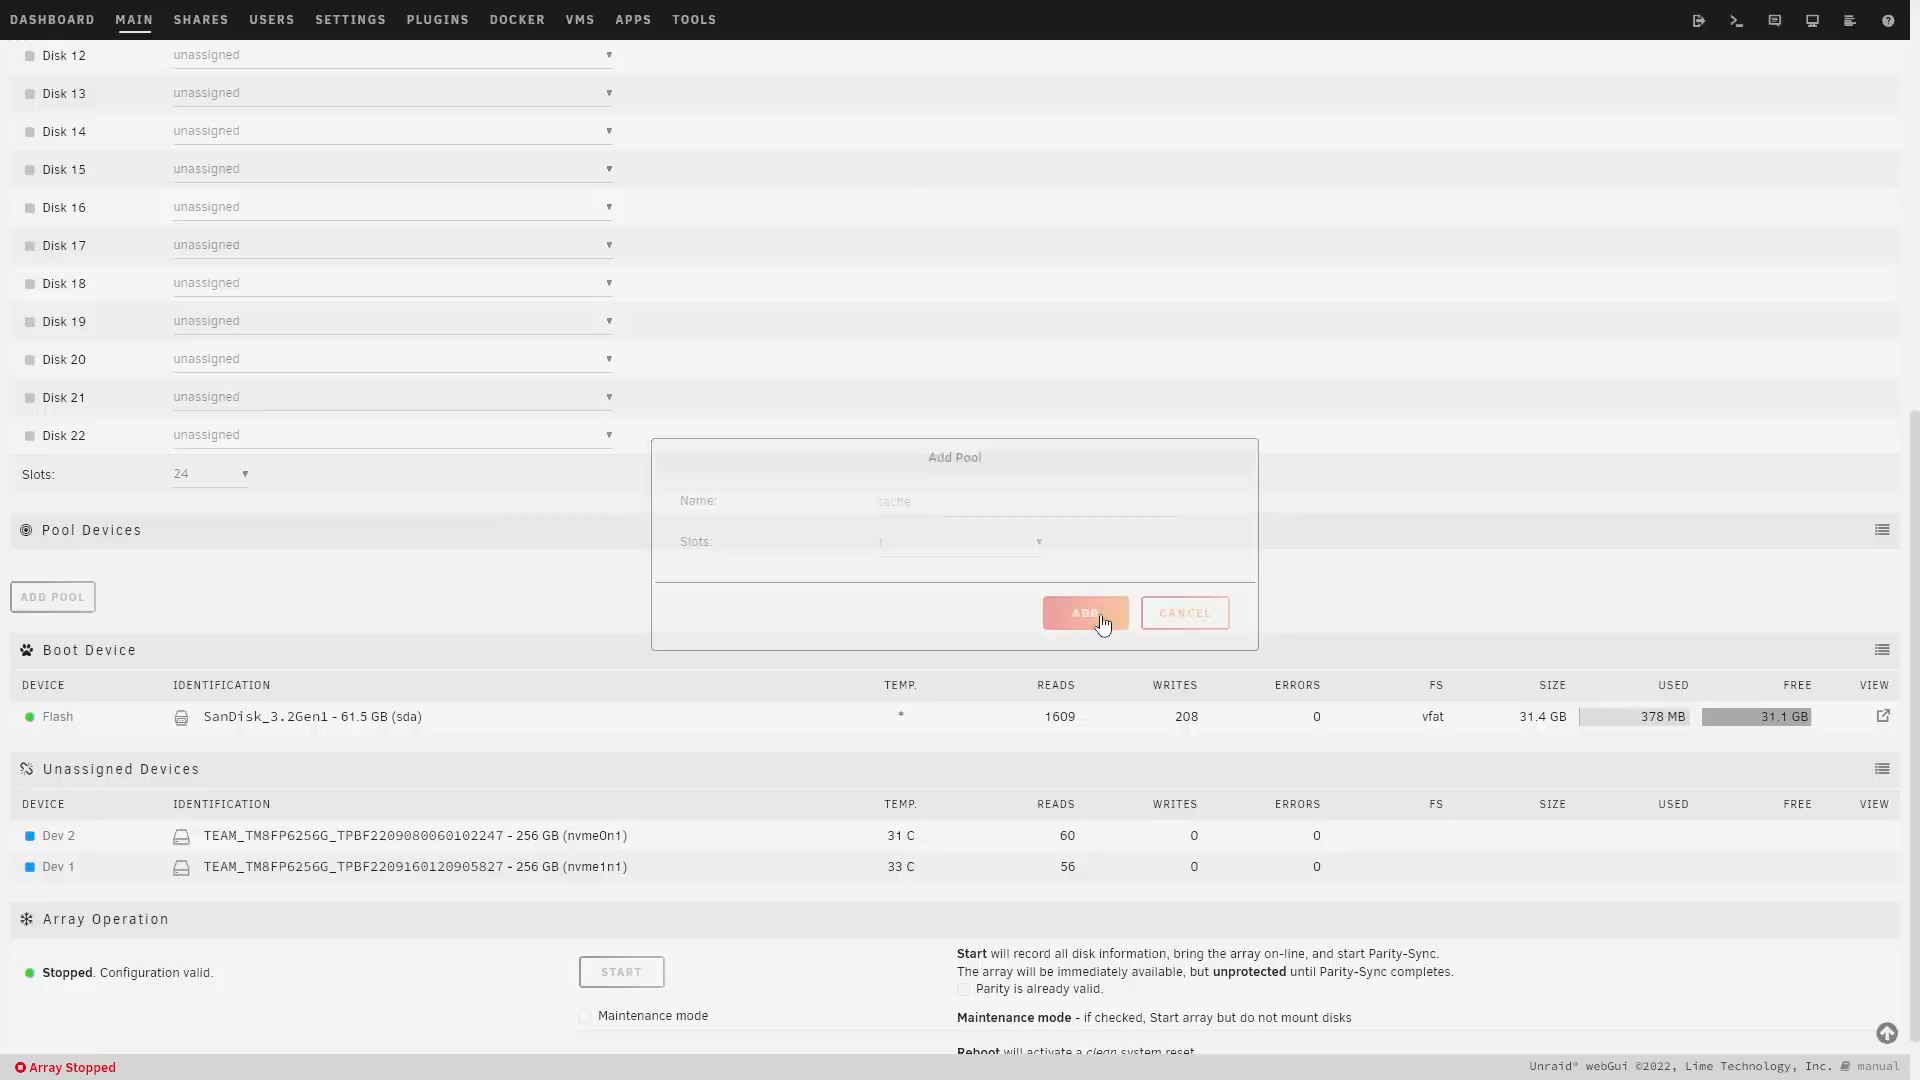 DASHBOARD MAIN SHARES USERS SETTINGS PLUGINS DOCKER VMS APPS TOOLS
Disk 12 unassigned
Disk 13 unassigned
Disk 14 unassigned
Disk 15 unassigned
Disk 16 unassigned
Disk 17 unassigned
Disk 18 unassigned
Disk 19 unassigned
Disk 20 unassigned
Disk 21 unassigned
Disk 22 unassigned
Slots: 24
Add Pool
Name: cache
Slots:
ADD CANCEL
Pool Devices
ADD POOL
Boot Device
DEVICE IDENTIFICATION TEMP. READS WRITES ERRORS FS SIZE USED FREE VIEW
Flash SanDisk_3.2Gen1 - 61.5 GB (sda) * 1609 208 0 vfat 31.4 GB 378 MB 31.1 GB
Unassigned Devices
DEVICE IDENTIFICATION TEMP. READS WRITES ERRORS FS SIZE USED FREE VIEW
Dev 2 TEAM_TM8FP6256G_TPBF2209080060102247 - 256 GB (nvme0n1) 31 C 60 0 0
Dev 1 TEAM_TM8FP6256G_TPBF2209160120905827 - 256 GB (nvme1n1) 33 C 56 0 0
Array Operation
Stopped. Configuration valid.
START
Maintenance mode
Start will record all disk information, bring the array on-line, and start Parity-Sync.
The array will be immediately available, but unprotected until Parity-Sync completes.
Parity is already valid.
Maintenance mode - if checked, Start array but do not mount disks
Reboot will activate a clean system reset.
Array Stopped
Unraid® webGui ©2022, Lime Technology, Inc. manual